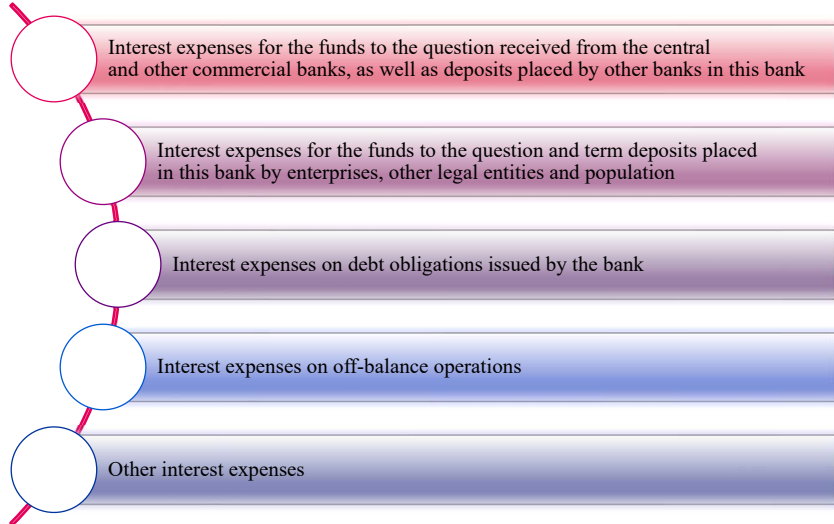 Interest expenses for the funds to the question received from the central
and other commercial banks, as well as deposits placed by other banks in this bank
Interest expenses for the funds to the question and term deposits placed
in this bank by enterprises, other legal entities and population
Interest expenses on debt obligations issued by the bank
Interest expenses on off-balance operations
Other interest expenses